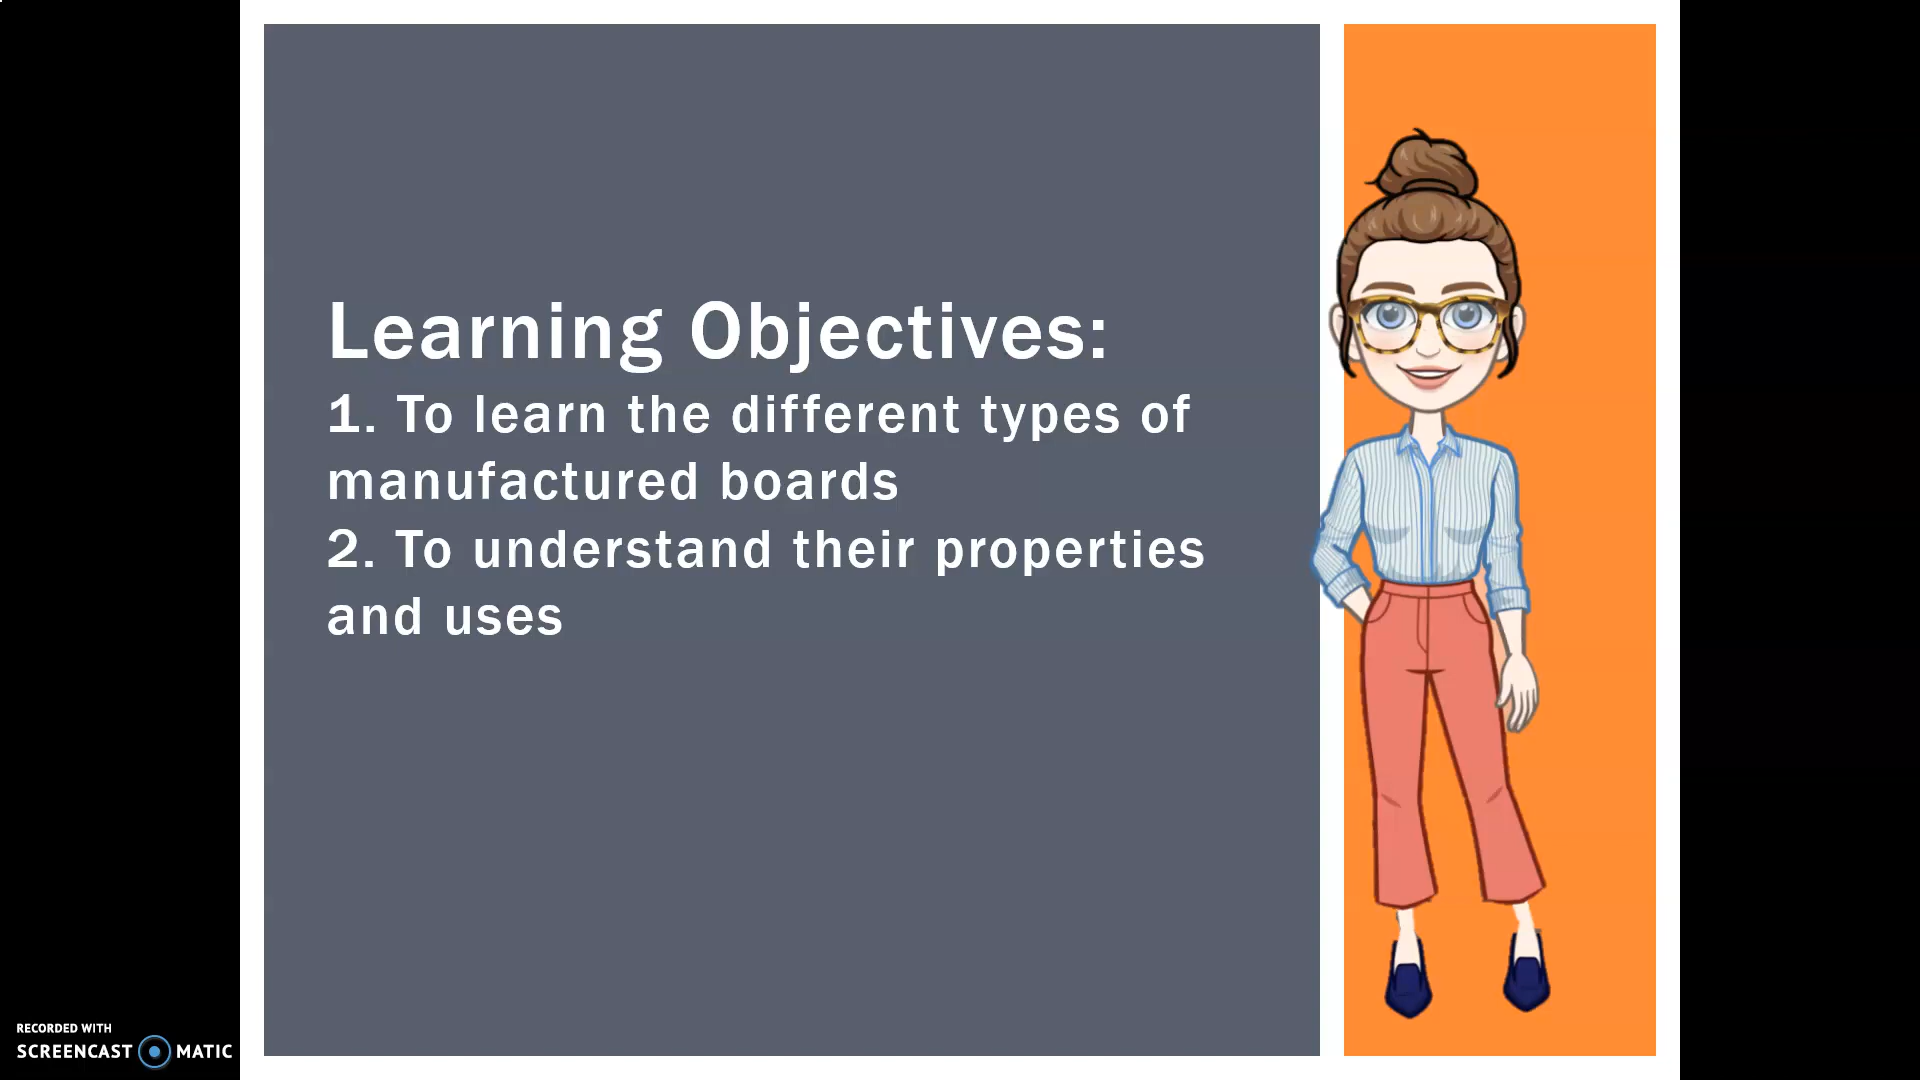 Learning Objectives:
1. To learn the different types of
manufactured boards
2. To understand their properties
and uses
RECORDED WITH
SCREENCAST MATIC